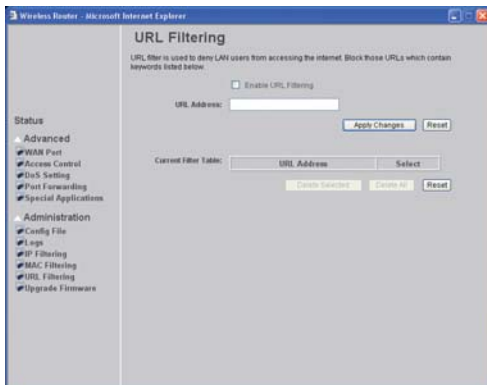 Wireless Router - Microsoft Internet Explorer
URL Filtering
URL filter is used to deny LAN users from accessing the internet. Block those URLs which contain
keywords listed below.
Enable URL Filtering
URL Address:
Apply Changes Reset
Current Filter Table: URL Address Select
Delete Selected Delete All Reset
Status
Advanced
WAN Port
Access Control
DoS Setting
Port Forwarding
Special Applications
Administration
Config File
Logs
IP Filtering
MAC Filtering
URL Filtering
Upgrade Firmware